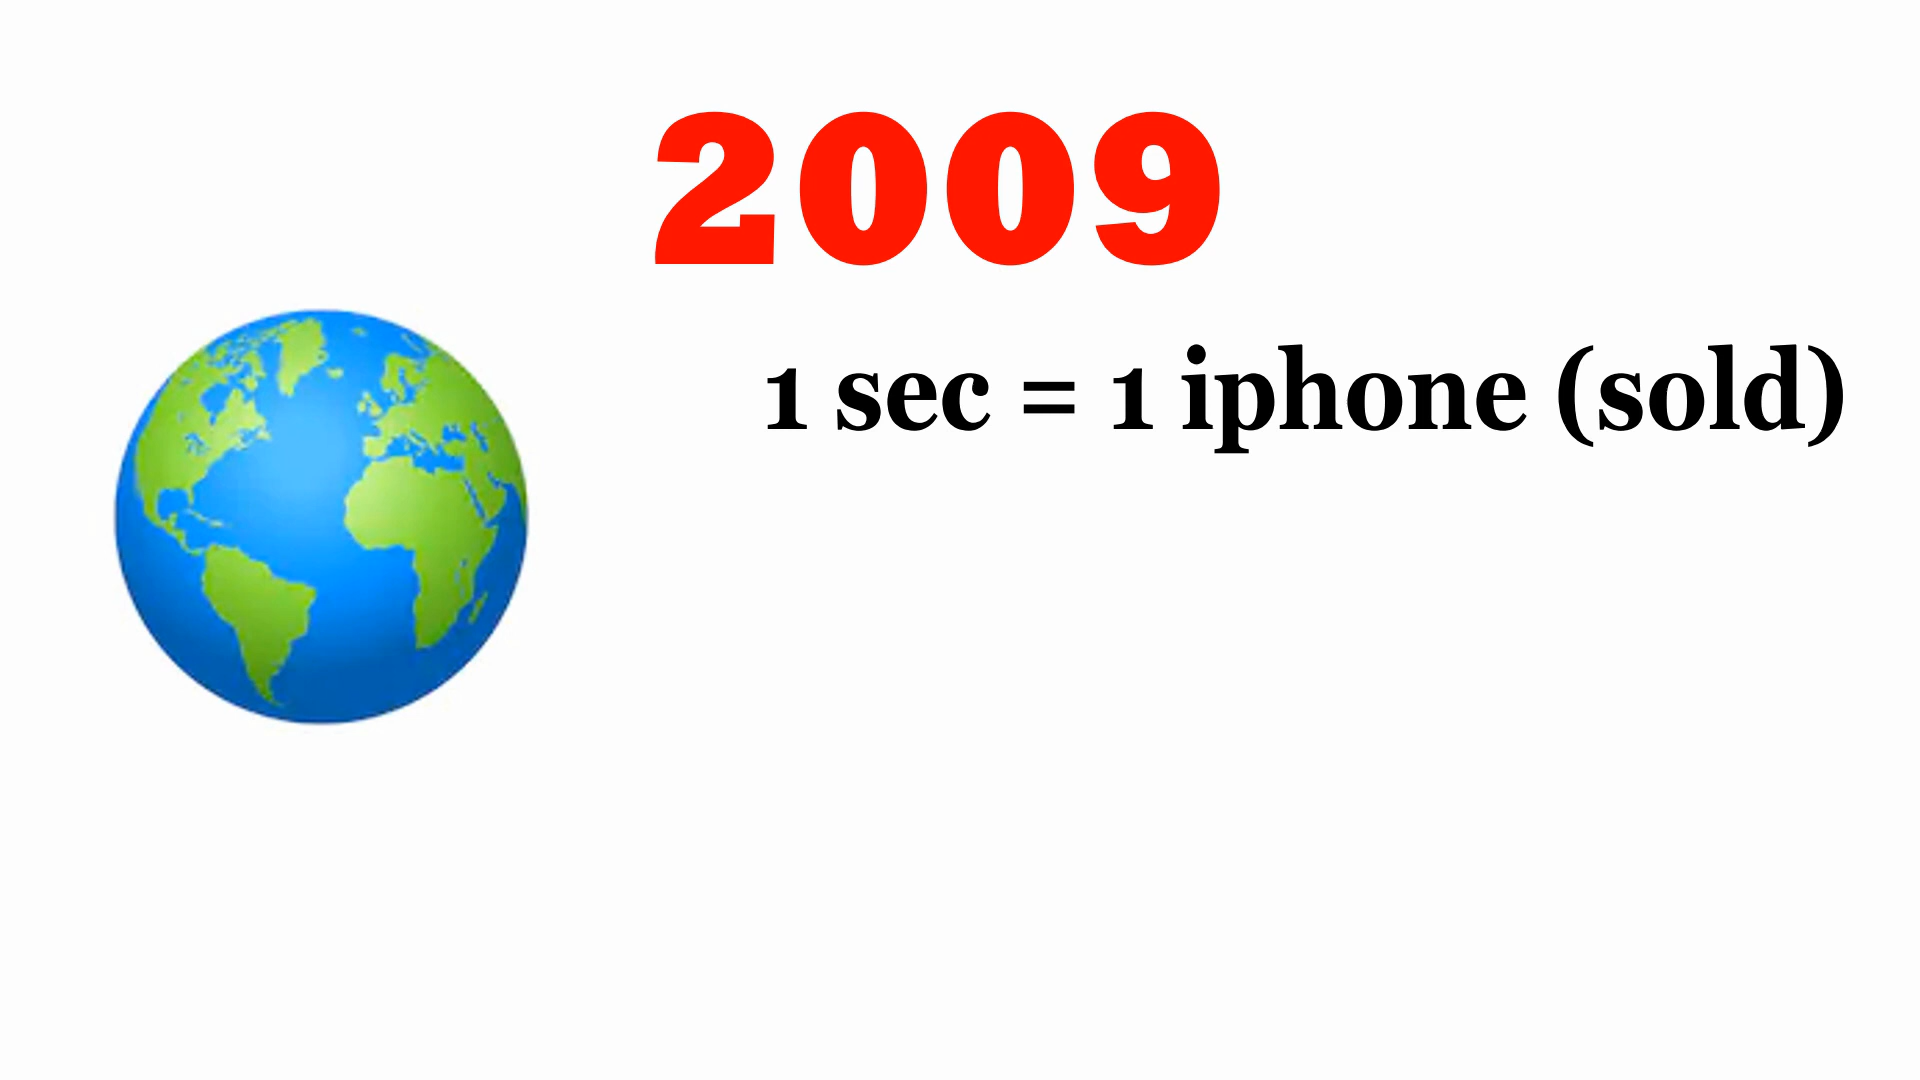 2009
1 sec = 1 iphone (sold)